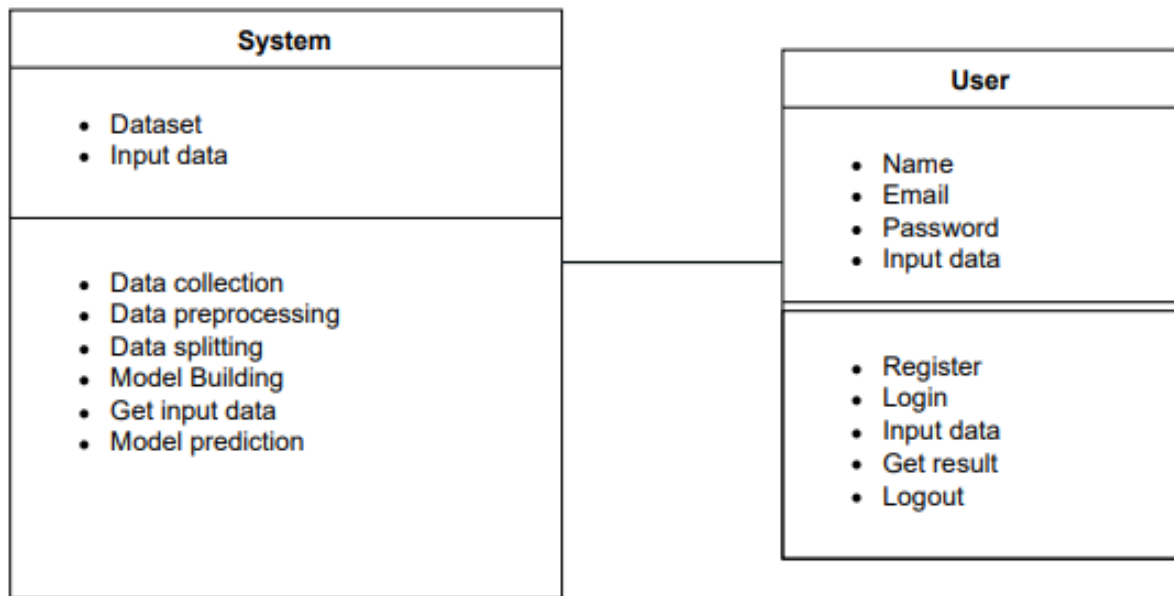 System
• Dataset
• Input data
• Data collection
• Data preprocessing
• Data splitting
• Model Building
• Get input data
• Model prediction
User
• Name
• Email
• Password
• Input data
• Register
• Login
• Input data
• Get result
• Logout